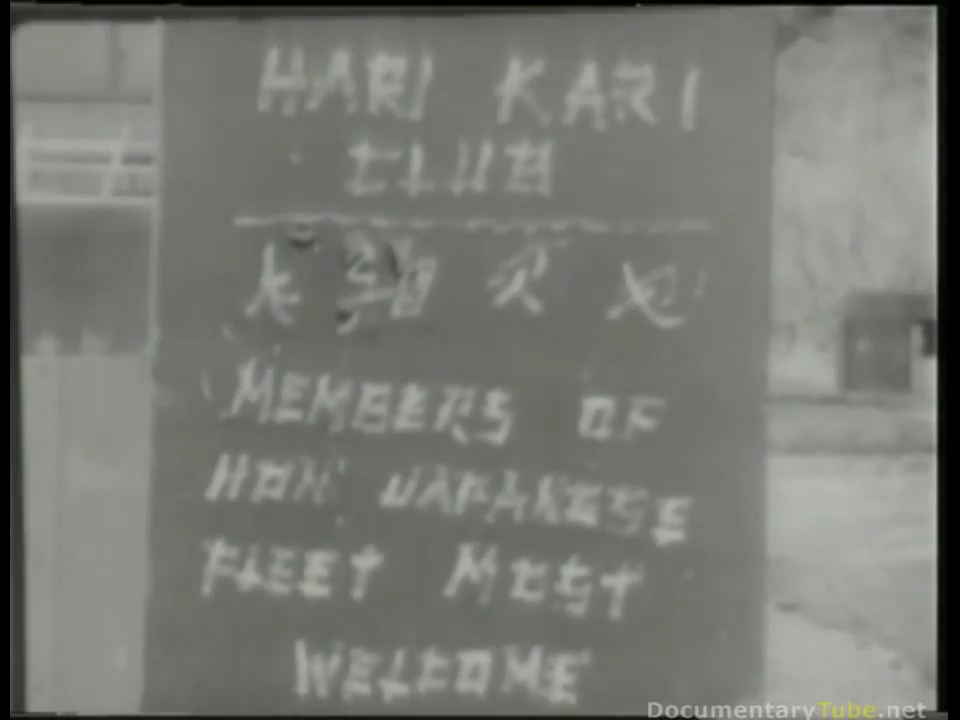 HARI KARI
CLUB
MEMBERS OF
HON JAPANESE
FLEET MOST
WELCOME
DocumentaryTube.net